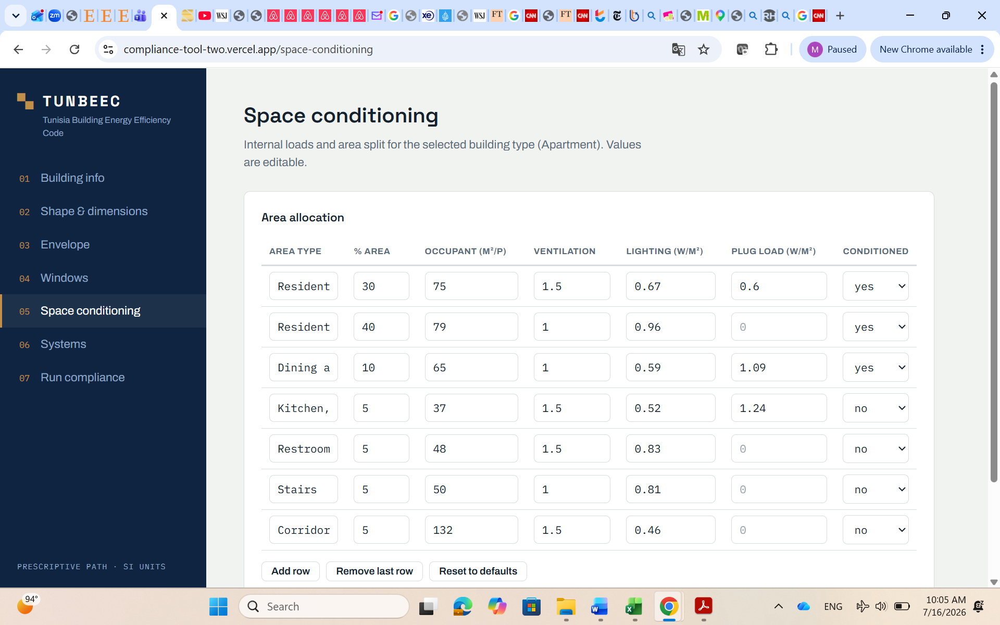 compliance-tool-two.vercel.app/space-conditioning
M Paused
New Chrome available
TUNBEEC
Tunisia Building Energy Efficiency
Code
01 Building info
02 Shape & dimensions
03 Envelope
04 Windows
05 Space conditioning
06 Systems
07 Run compliance
PRESCRIPTIVE PATH · SI UNITS
Space conditioning
Internal loads and area split for the selected building type (Apartment). Values
are editable.
Area allocation
AREA TYPE % AREA OCCUPANT (M²/P) VENTILATION LIGHTING (W/M²) PLUG LOAD (W/M²) CONDITIONED
Resident 30 75 1.5 0.67 0.6 yes
Resident 40 79 1 0.96 0 yes
Dining a 10 65 1 0.59 1.09 yes
Kitchen, 5 37 1.5 0.52 1.24 no
Restroom 5 48 1.5 0.83 0 no
Stairs 5 50 1 0.81 0 no
Corridor 5 132 1.5 0.46 0 no
Add row Remove last row Reset to defaults
94°
Search
ENG
10:05 AM
7/16/2026